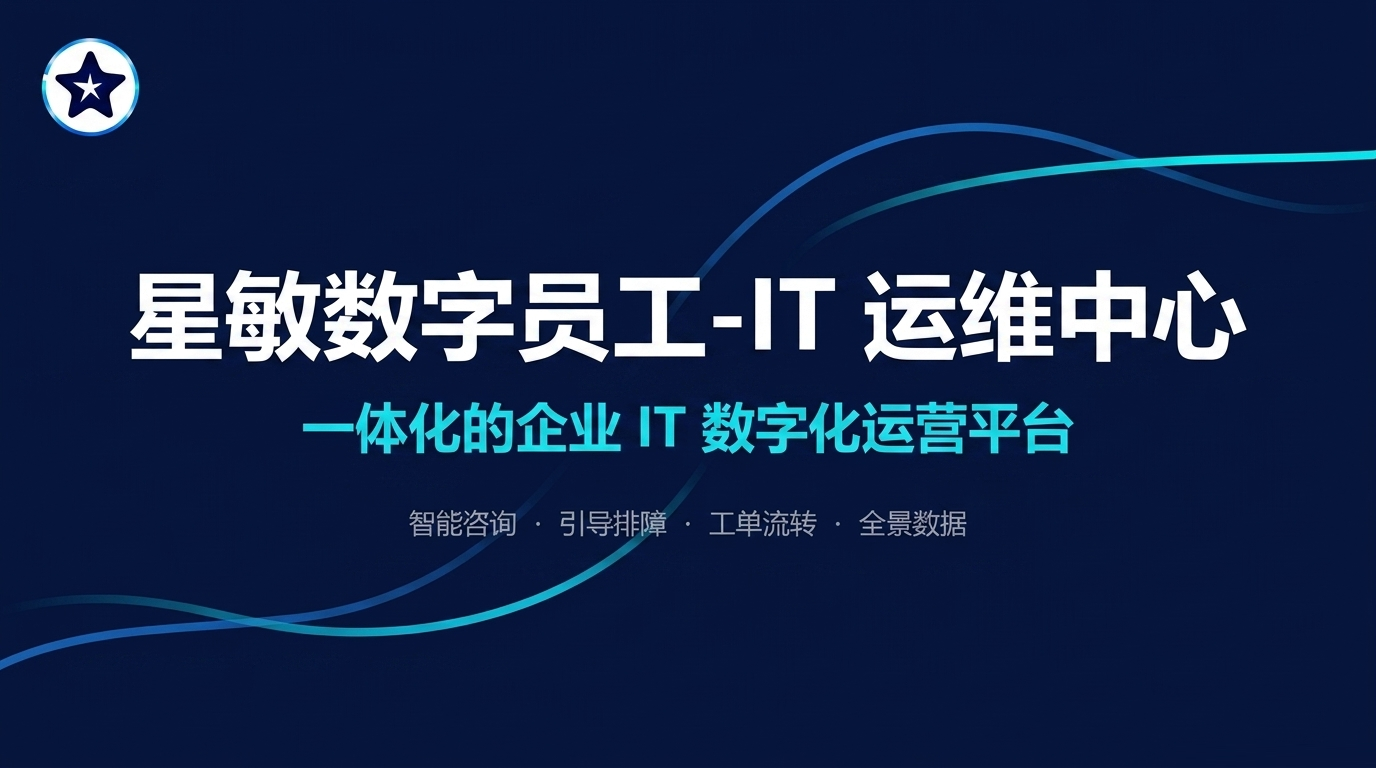 星敏数字员工-IT 运维中心
一体化的企业 IT 数字化运营平台
智能咨询 · 引导排障 · 工单流转 · 全景数据